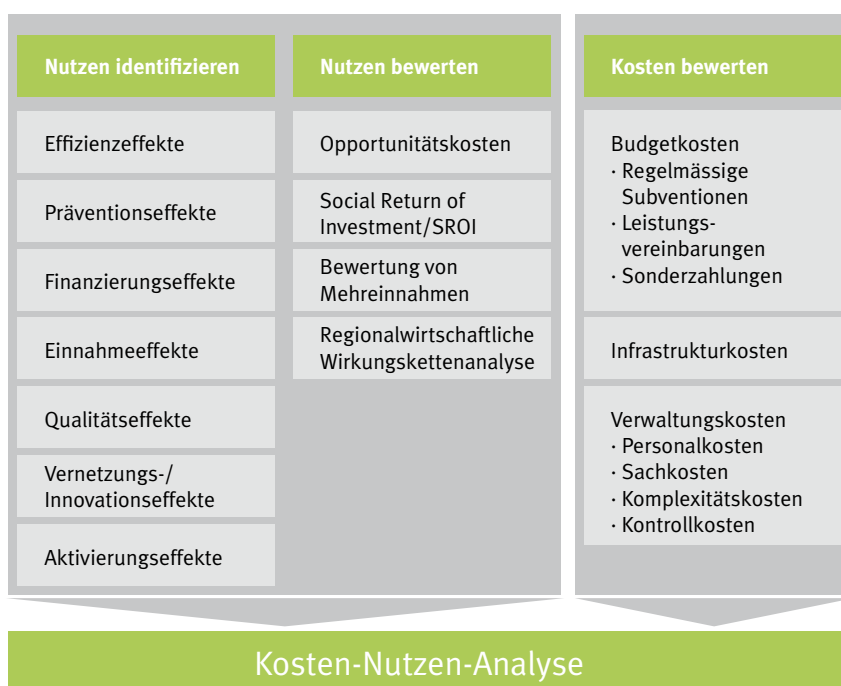 Nutzen identifizieren
Effizienzeffekte
Präventionseffekte
Finanzierungseffekte
Einnahmeeffekte
Qualitätseffekte
Vernetzungs-/
Innovationseffekte
Aktivierungseffekte
Nutzen bewerten
Opportunitätskosten
Social Return of
Investment/SROI
Bewertung von
Mehreinnahmen
Regionalwirtschaftliche
Wirkungskettenanalyse
Kosten bewerten
Budgetkosten
· Regelmässige
Subventionen
· Leistungs-
vereinbarungen
· Sonderzahlungen
Infrastrukturkosten
Verwaltungskosten
· Personalkosten
· Sachkosten
· Komplexitätskosten
· Kontrollkosten
Kosten-Nutzen-Analyse